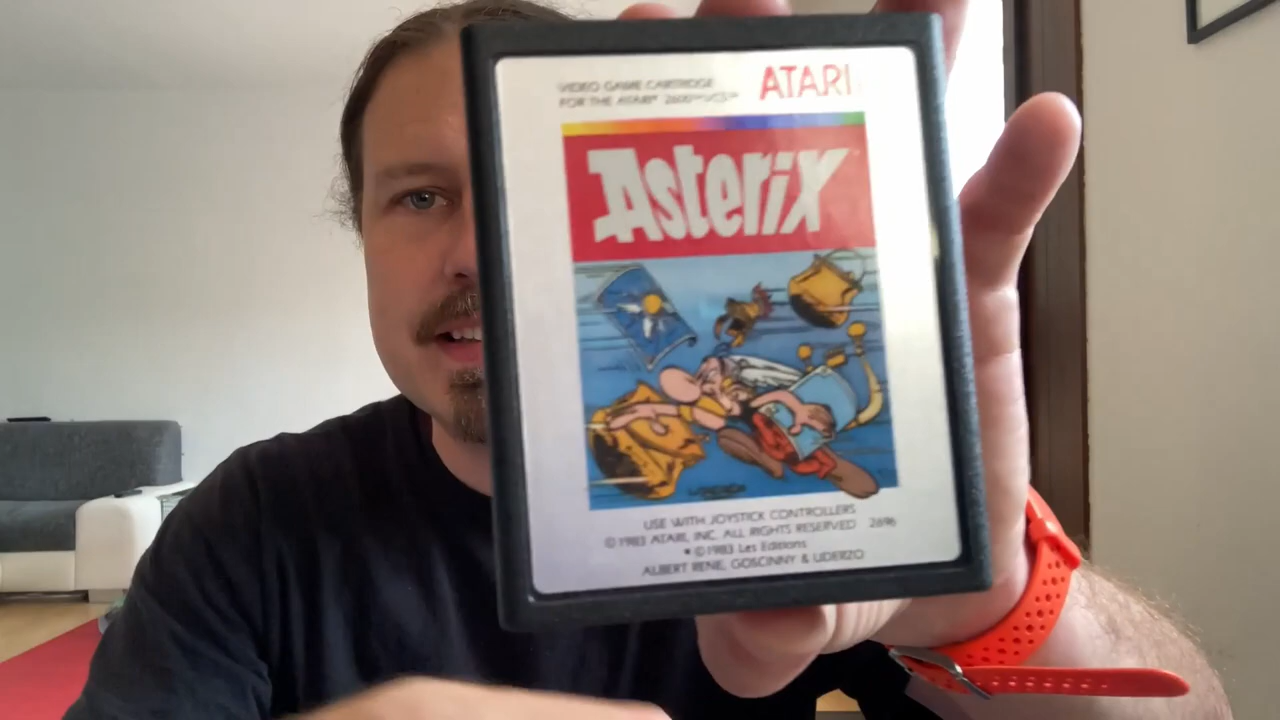 VIDEO GAME CARTRIDGE
FOR THE ATARI® 2600™ VCS™
ATARI
Asterix™
USE WITH JOYSTICK CONTROLLERS
© 1983 ATARI, INC. ALL RIGHTS RESERVED 2696
• © 1983 Les Editions
ALBERT RENE, GOSCINNY & UDERZO